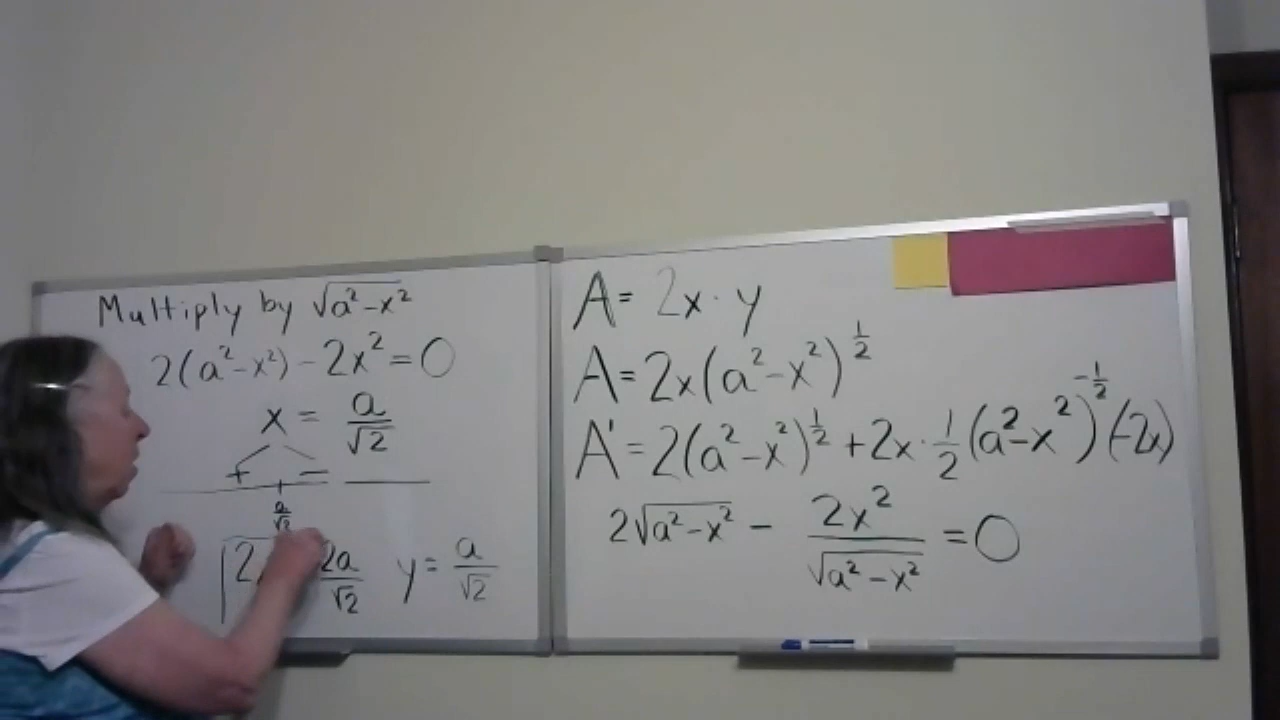 Multiply by √(a²-x²)
2(a²-x²) - 2x² = 0
x = a/√2
+ -
a/√2
2 2a/√2 y = a/√2
A = 2x · y
A = 2x(a²-x²)^(1/2)
A' = 2(a²-x²)^(1/2) + 2x · 1/2 (a²-x²)^(-1/2) (-2x)
2√(a²-x²) - 2x²/√(a²-x²) = 0